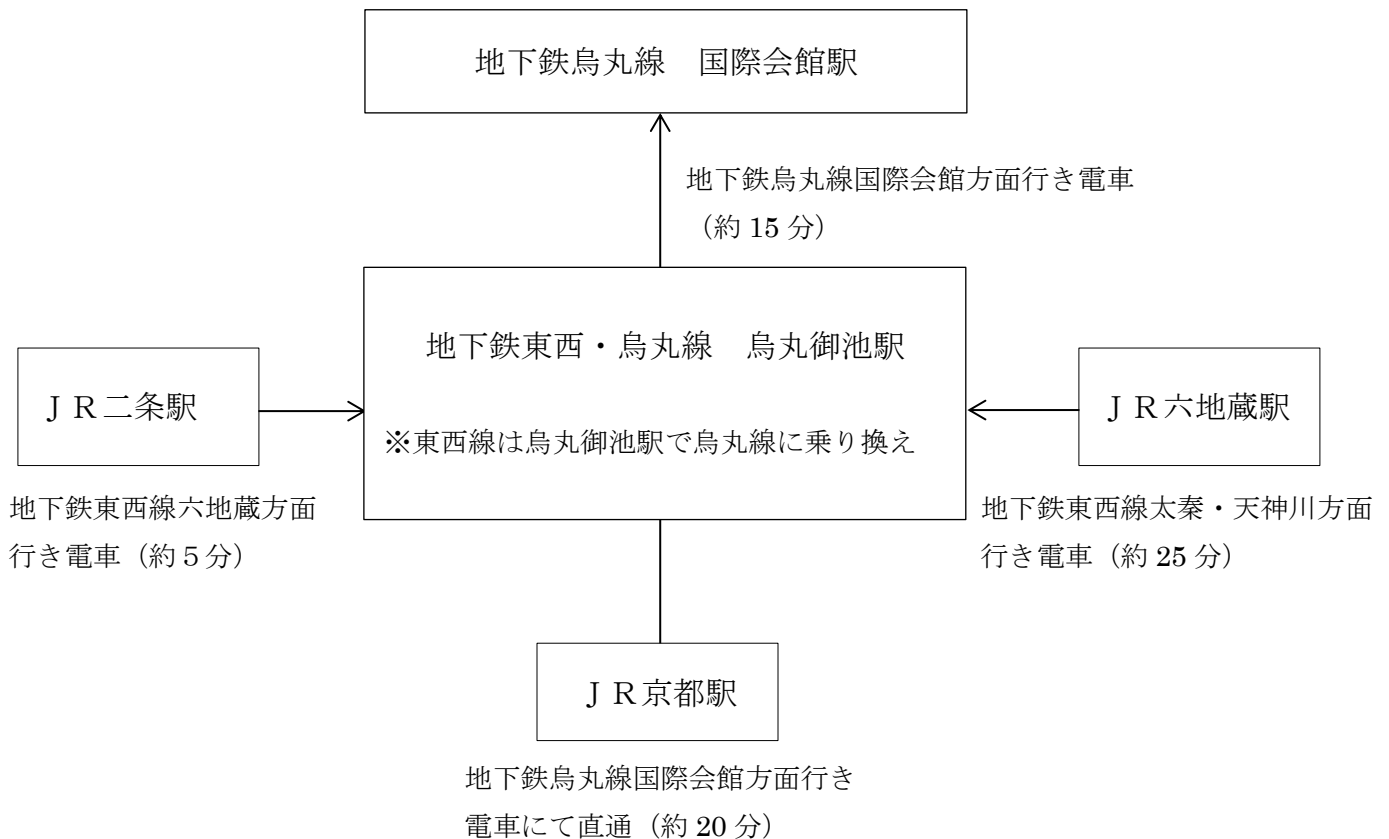 地下鉄烏丸線　国際会館駅
地下鉄烏丸線国際会館方面行き電車
（約 15 分）
地下鉄東西・烏丸線　烏丸御池駅
※東西線は烏丸御池駅で烏丸線に乗り換え
ＪＲ二条駅
地下鉄東西線六地蔵方面
行き電車（約５分）
ＪＲ六地蔵駅
地下鉄東西線太秦・天神川方面
行き電車（約 25 分）
ＪＲ京都駅
地下鉄烏丸線国際会館方面行き
電車にて直通（約 20 分）